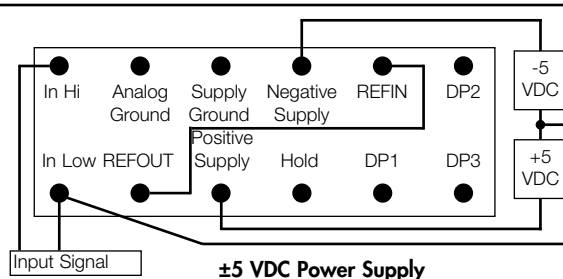 In Hi
Analog
Ground
Supply
Ground
Negative
Supply
REFIN
DP2
In Low
REFOUT
Positive
Supply
Hold
DP1
DP3
-5
VDC
+5
VDC
Input Signal
±5 VDC Power Supply